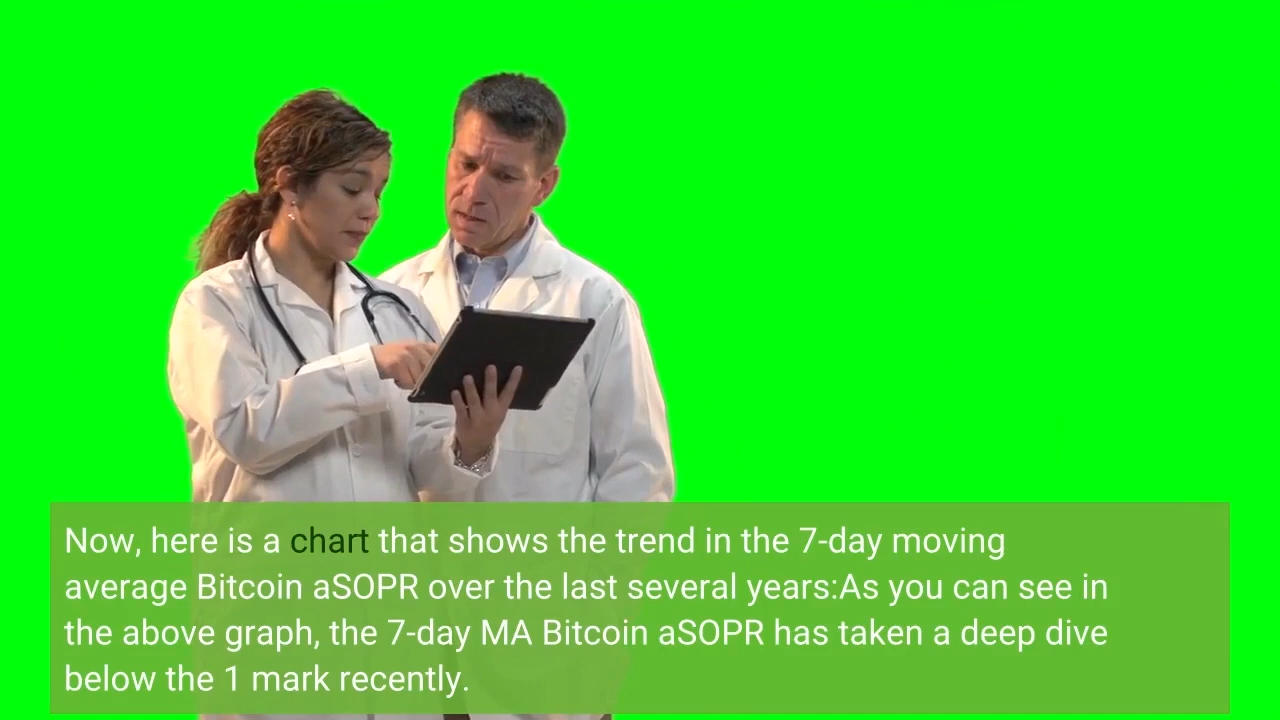 Now, here is a chart that shows the trend in the 7-day moving
average Bitcoin aSOPR over the last several years:As you can see in
the above graph, the 7-day MA Bitcoin aSOPR has taken a deep dive
below the 1 mark recently.